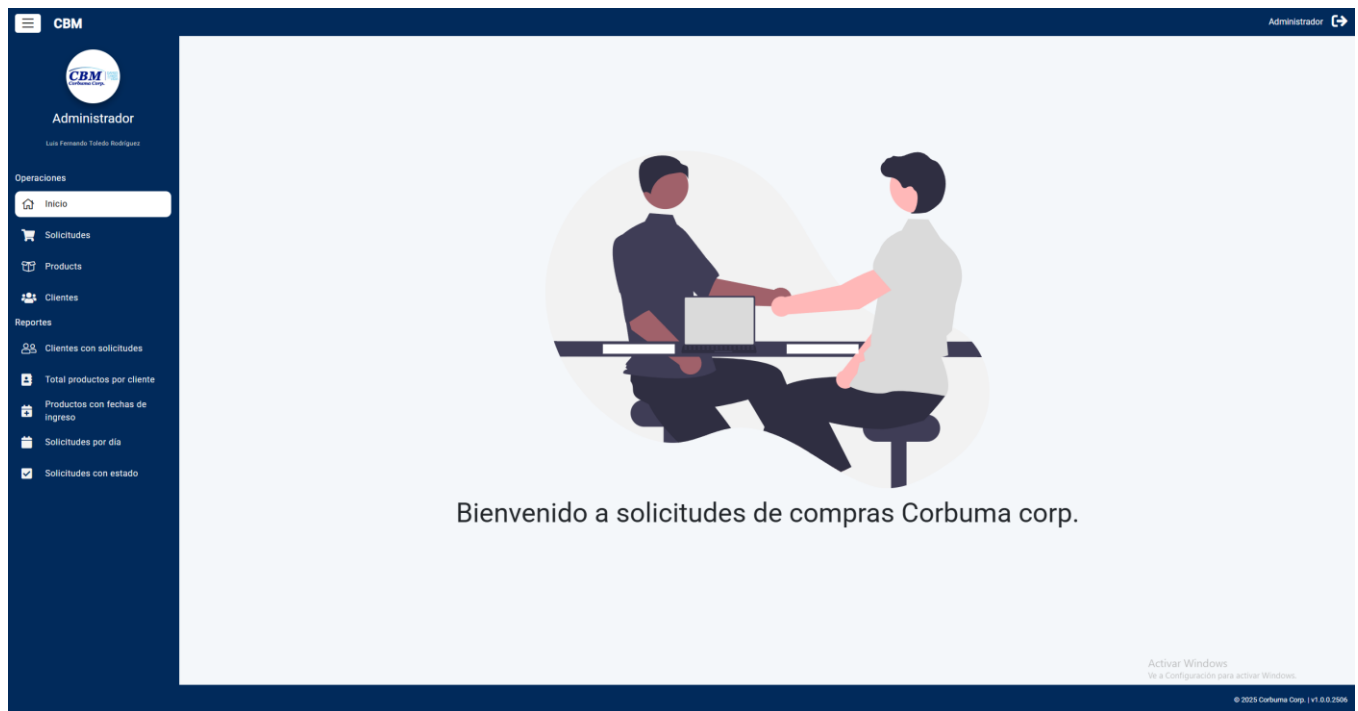 CBM
Administrador
CBM
Corbuma Corp.
Administrador
Luis Fernando Toledo Rodríguez
Operaciones
Inicio
Solicitudes
Products
Clientes
Reportes
Clientes con solicitudes
Total productos por cliente
Productos con fechas de
ingreso
Solicitudes por día
Solicitudes con estado
Bienvenido a solicitudes de compras Corbuma corp.
Activar Windows
Ve a Configuración para activar Windows.
© 2025 Corbuma Corp. | v1.0.0.2506